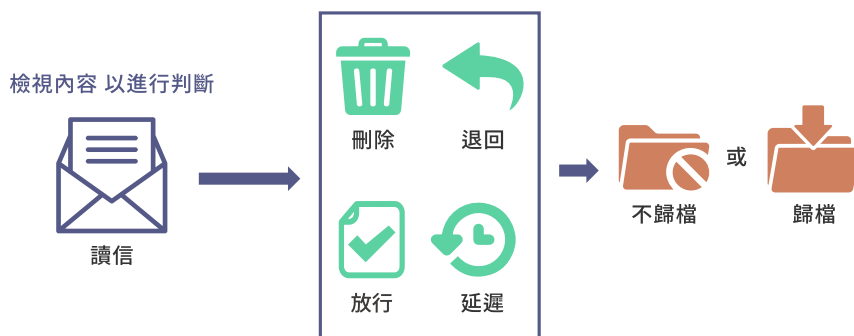 檢視內容 以進行判斷
讀信
刪除
退回
放行
延遲
不歸檔
或
歸檔